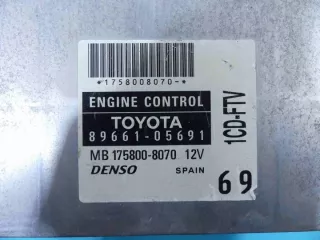 *1758008070*
ENGINE CONTROL
TOYOTA
89661-05691
MB 175800-8070 12V
DENSO SPAIN
1CD-FTV
69